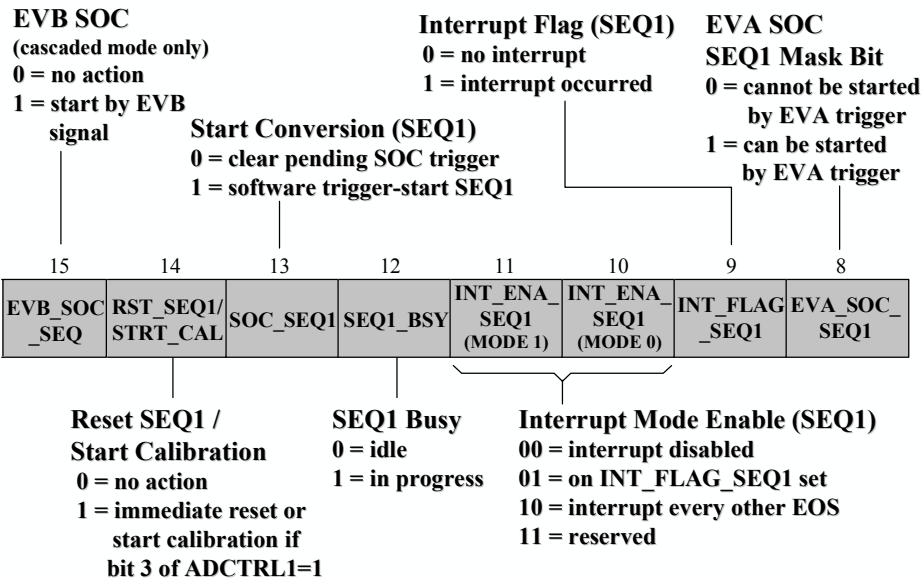 EVB SOC
(cascaded mode only)
0 = no action
1 = start by EVB
signal
Start Conversion (SEQ1)
0 = clear pending SOC trigger
1 = software trigger-start SEQ1
Interrupt Flag (SEQ1)
0 = no interrupt
1 = interrupt occurred
EVA SOC
SEQ1 Mask Bit
0 = cannot be started
by EVA trigger
1 = can be started
by EVA trigger
15 14 13 12 11 10 9 8
EVB_SOC
_SEQ
RST_SEQ1/
STRT_CAL
SOC_SEQ1
SEQ1_BSY
INT_ENA_
SEQ1
(MODE 1)
INT_ENA_
SEQ1
(MODE 0)
INT_FLAG
_SEQ1
EVA_SOC_
SEQ1
Reset SEQ1 /
Start Calibration
0 = no action
1 = immediate reset or
start calibration if
bit 3 of ADCTRL1=1
SEQ1 Busy
0 = idle
1 = in progress
Interrupt Mode Enable (SEQ1)
00 = interrupt disabled
01 = on INT_FLAG_SEQ1 set
10 = interrupt every other EOS
11 = reserved